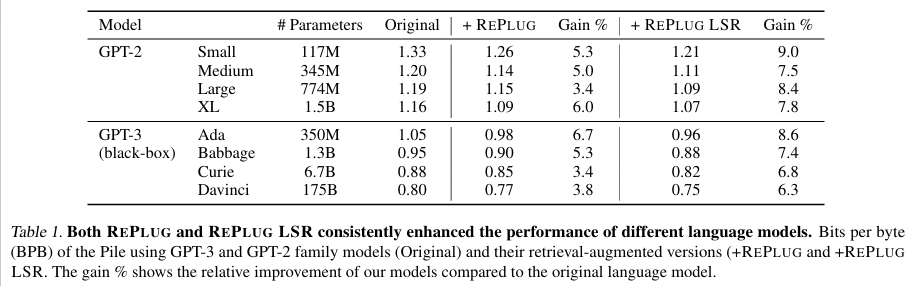 Model # Parameters Original + REPLUG Gain % + REPLUG LSR Gain %
GPT-2 Small 117M 1.33 1.26 5.3 1.21 9.0
Medium 345M 1.20 1.14 5.0 1.11 7.5
Large 774M 1.19 1.15 3.4 1.09 8.4
XL 1.5B 1.16 1.09 6.0 1.07 7.8
GPT-3 Ada 350M 1.05 0.98 6.7 0.96 8.6
(black-box) Babbage 1.3B 0.95 0.90 5.3 0.88 7.4
Curie 6.7B 0.88 0.85 3.4 0.82 6.8
Davinci 175B 0.80 0.77 3.8 0.75 6.3
Table 1. Both REPLUG and REPLUG LSR consistently enhanced the performance of different language models. Bits per byte
(BPB) of the Pile using GPT-3 and GPT-2 family models (Original) and their retrieval-augmented versions (+REPLUG and +REPLUG
LSR. The gain % shows the relative improvement of our models compared to the original language model.